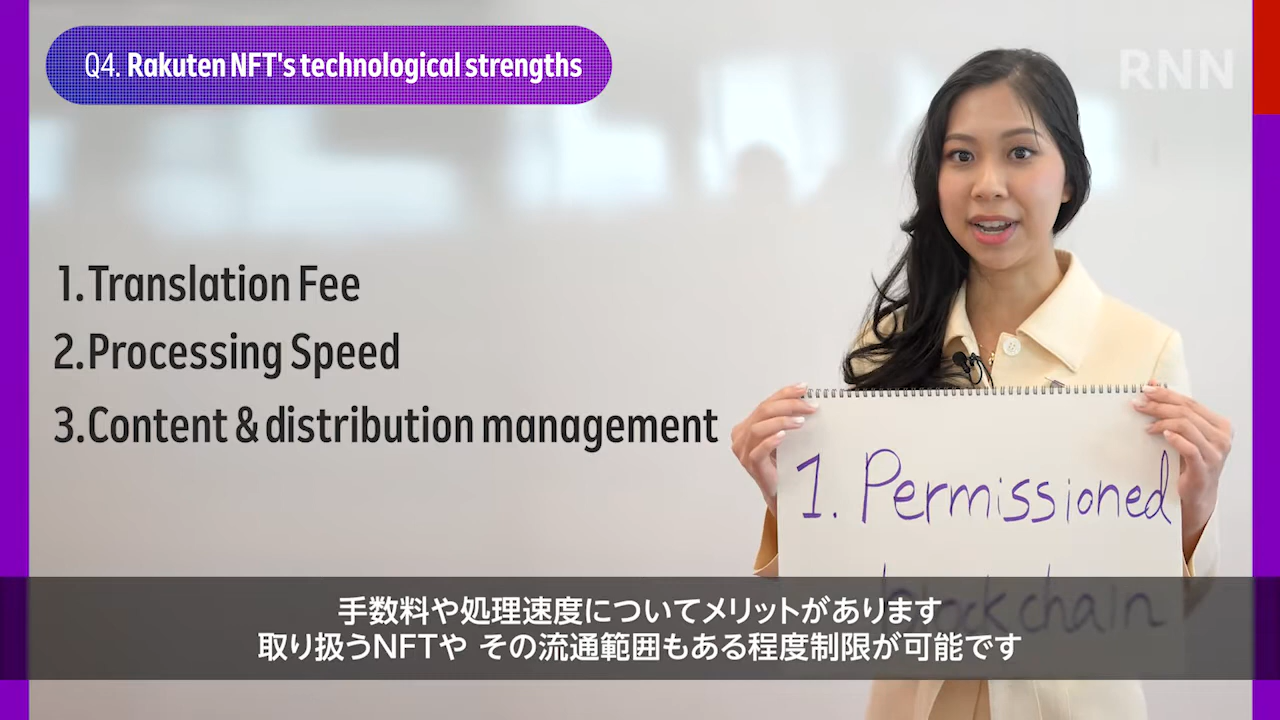 Q4. Rakuten NFT's technological strengths
RNN
1. Translation Fee
2. Processing Speed
3. Content & distribution management
1. Permissioned
blockchain
手数料や処理速度についてメリットがあります
取り扱うNFTや その流通範囲もある程度制限が可能です